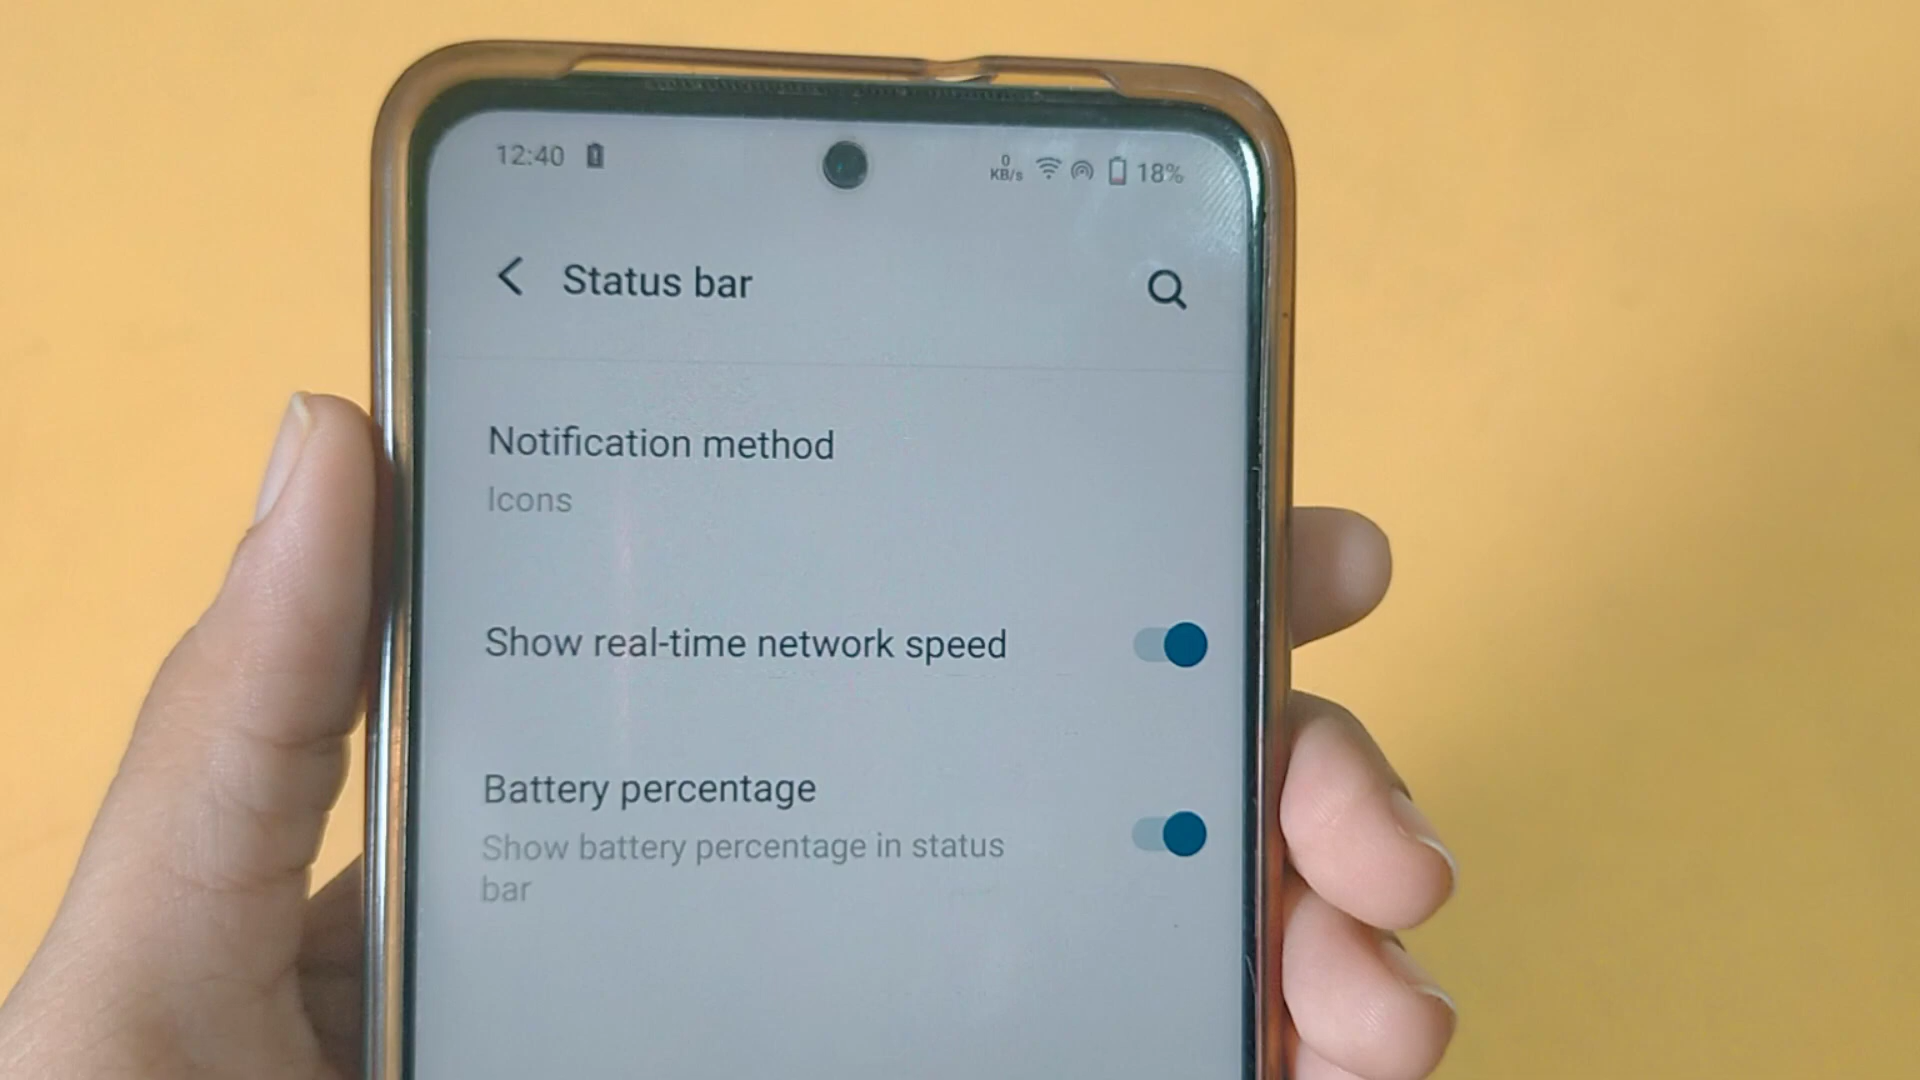 12:40
0
KB/s
18%
Status bar
Notification method
Icons
Show real-time network speed
Battery percentage
Show battery percentage in status
bar